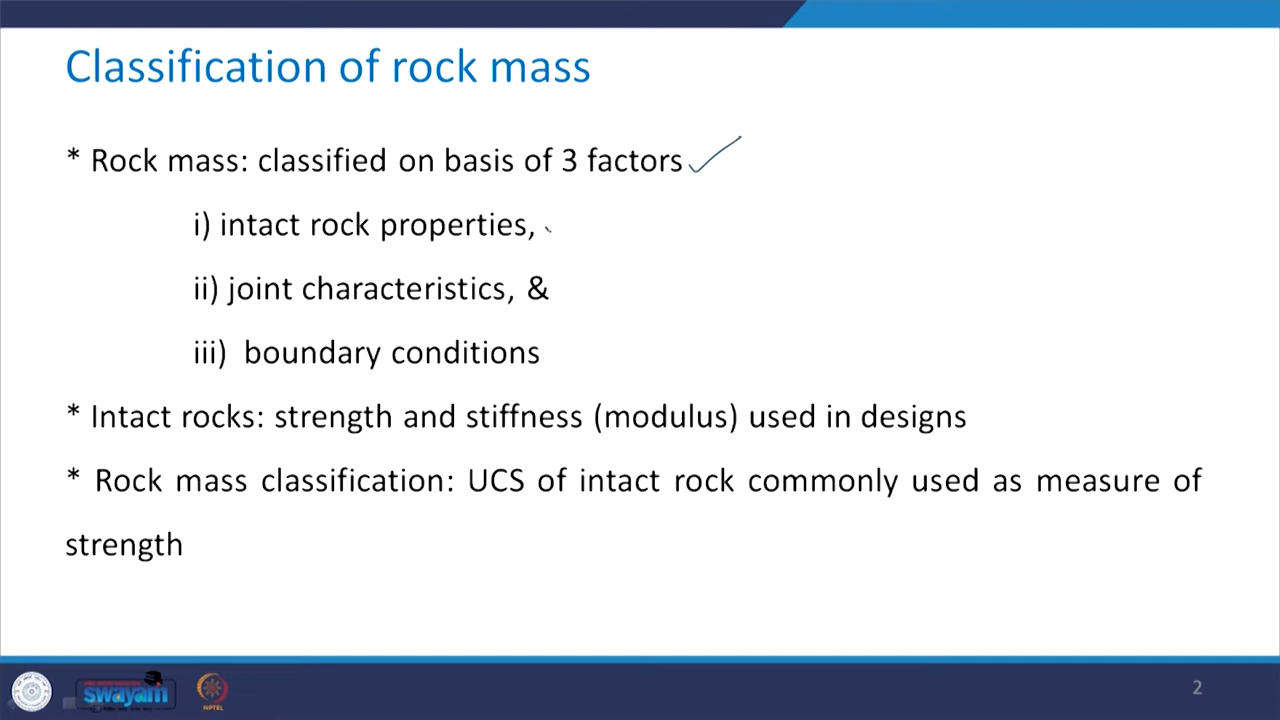 Classification of rock mass
* Rock mass: classified on basis of 3 factors
i) intact rock properties,
ii) joint characteristics, &
iii) boundary conditions
* Intact rocks: strength and stiffness (modulus) used in designs
* Rock mass classification: UCS of intact rock commonly used as measure of
strength
swayam
NPTEL
2